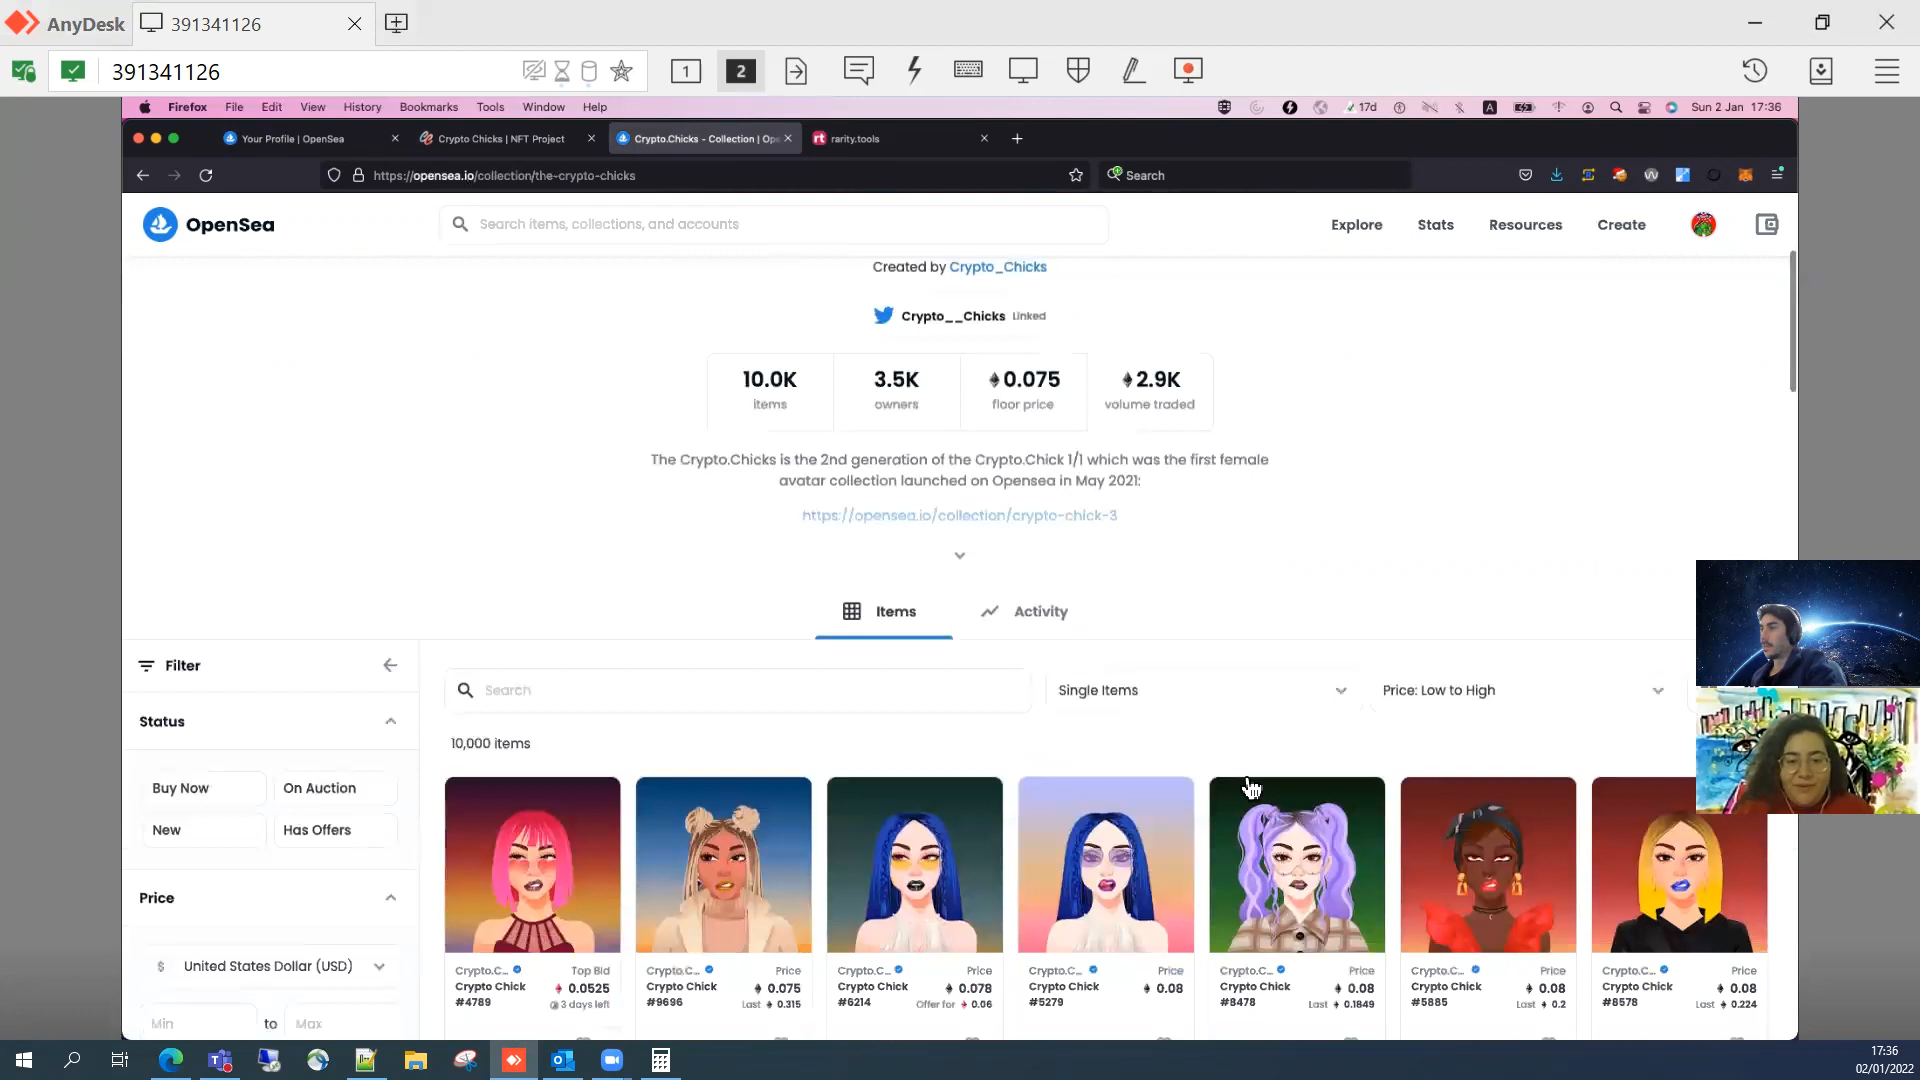 AnyDesk
391341126
391341126
1
2
Firefox File Edit View History Bookmarks Tools Window Help
17d
A
Sun 2 Jan 17:36
Your Profile | OpenSea
Crypto Chicks | NFT Project
Crypto.Chicks - Collection | Ope
rt rarity.tools
https://opensea.io/collection/the-crypto-chicks
Search
OpenSea
Search items, collections, and accounts
Explore Stats Resources Create
Created by Crypto_Chicks
Crypto__Chicks Linked
10.0K 3.5K 0.075 2.9K
items owners floor price volume traded
The Crypto.Chicks is the 2nd generation of the Crypto.Chick 1/1 which was the first female
avatar collection launched on Opensea in May 2021:
https://opensea.io/collection/crypto-chick-3
Items Activity
Filter
Search
Single Items
Price: Low to High
Status
10,000 items
Buy Now On Auction
New Has Offers
Price
$ United States Dollar (USD)
Min to Max
Crypto.C... Top Bid
Crypto Chick 0.0525
#4789 3 days left
Crypto.C... Price
Crypto Chick 0.075
#9696 Last 0.315
Crypto.C... Price
Crypto Chick 0.078
#6214 Offer for 0.06
Crypto.C... Price
Crypto Chick 0.08
#5279
Crypto.C... Price
Crypto Chick 0.08
#8478 Last 0.1849
Crypto.C... Price
Crypto Chick 0.08
#5885 Last 0.2
Crypto.C... Price
Crypto Chick 0.08
#8578 Last 0.224
17:36
02/01/2022